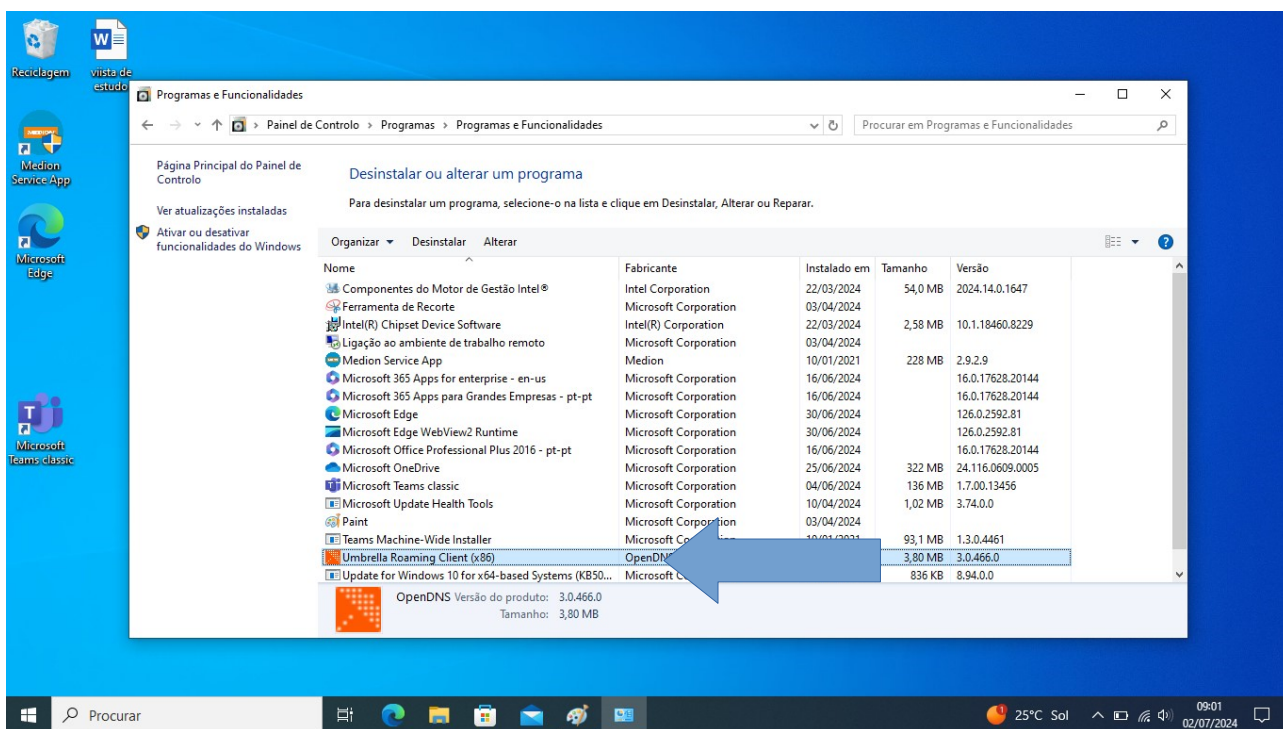 Reciclagem
viista de
estudo
Medion
Service App
Microsoft
Edge
Microsoft
Teams classic
Programas e Funcionalidades
Painel de Controlo > Programas > Programas e Funcionalidades
Procurar em Programas e Funcionalidades
Página Principal do Painel de
Controlo
Ver atualizações instaladas
Ativar ou desativar
funcionalidades do Windows
Desinstalar ou alterar um programa
Para desinstalar um programa, selecione-o na lista e clique em Desinstalar, Alterar ou Reparar.
Organizar Desinstalar Alterar
Nome Fabricante Instalado em Tamanho Versão
Componentes do Motor de Gestão Intel® Intel Corporation 22/03/2024 54,0 MB 2024.14.0.1647
Ferramenta de Recorte Microsoft Corporation 03/04/2024
Intel(R) Chipset Device Software Intel(R) Corporation 22/03/2024 2,58 MB 10.1.18460.8229
Ligação ao ambiente de trabalho remoto Microsoft Corporation 03/04/2024
Medion Service App Medion 10/01/2021 228 MB 2.9.2.9
Microsoft 365 Apps for enterprise - en-us Microsoft Corporation 16/06/2024 16.0.17628.20144
Microsoft 365 Apps para Grandes Empresas - pt-pt Microsoft Corporation 16/06/2024 16.0.17628.20144
Microsoft Edge Microsoft Corporation 30/06/2024 126.0.2592.81
Microsoft Edge WebView2 Runtime Microsoft Corporation 30/06/2024 126.0.2592.81
Microsoft Office Professional Plus 2016 - pt-pt Microsoft Corporation 16/06/2024 16.0.17628.20144
Microsoft OneDrive Microsoft Corporation 25/06/2024 322 MB 24.116.0609.0005
Microsoft Teams classic Microsoft Corporation 04/06/2024 136 MB 1.7.00.13456
Microsoft Update Health Tools Microsoft Corporation 10/04/2024 1,02 MB 3.74.0.0
Paint Microsoft Corporation 03/04/2024
Teams Machine-Wide Installer Microsoft 10/01/2021 93,1 MB 1.3.0.4461
Umbrella Roaming Client (x86) OpenDNS 3,80 MB 3.0.466.0
Update for Windows 10 for x64-based Systems (KB50... Microsoft 836 KB 8.94.0.0
OpenDNS Versão do produto: 3.0.466.0
Tamanho: 3,80 MB
Procurar
25°C Sol
09:01
02/07/2024